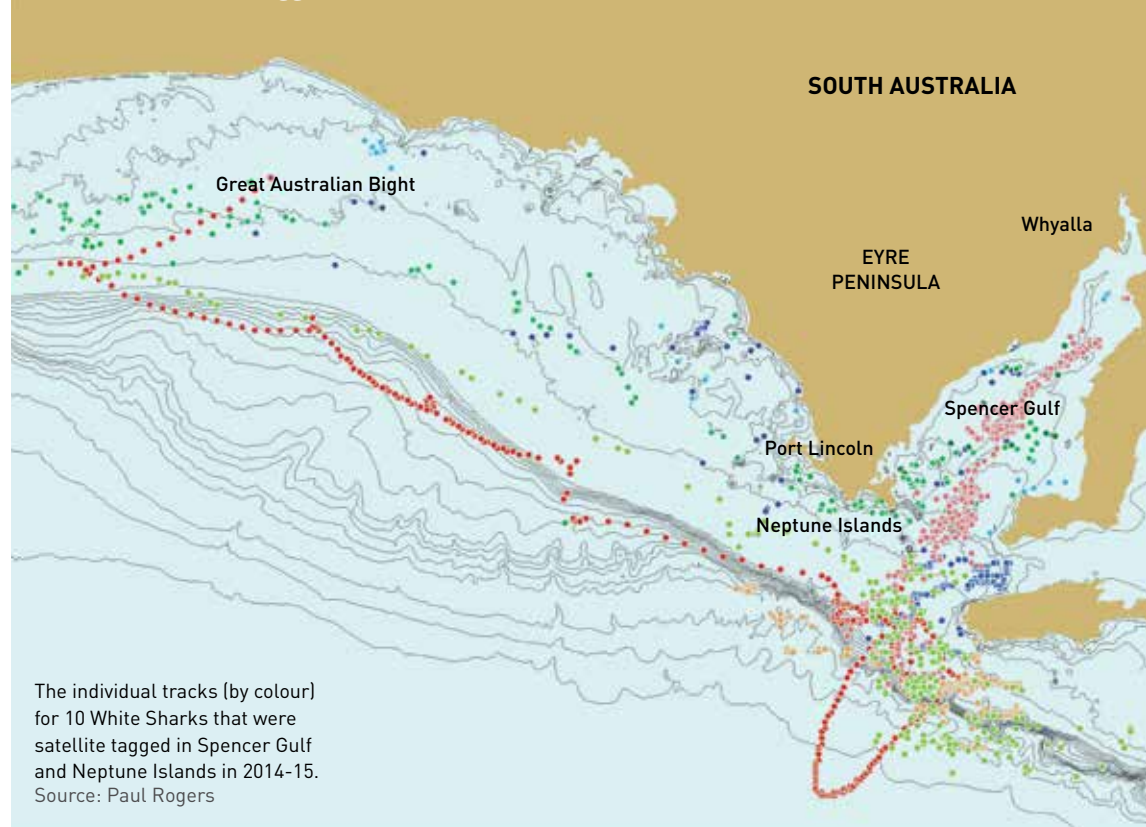 SOUTH AUSTRALIA
Great Australian Bight
Whyalla
EYRE
PENINSULA
Spencer Gulf
Port Lincoln
Neptune Islands
The individual tracks (by colour)
for 10 White Sharks that were
satellite tagged in Spencer Gulf
and Neptune Islands in 2014-15.
Source: Paul Rogers